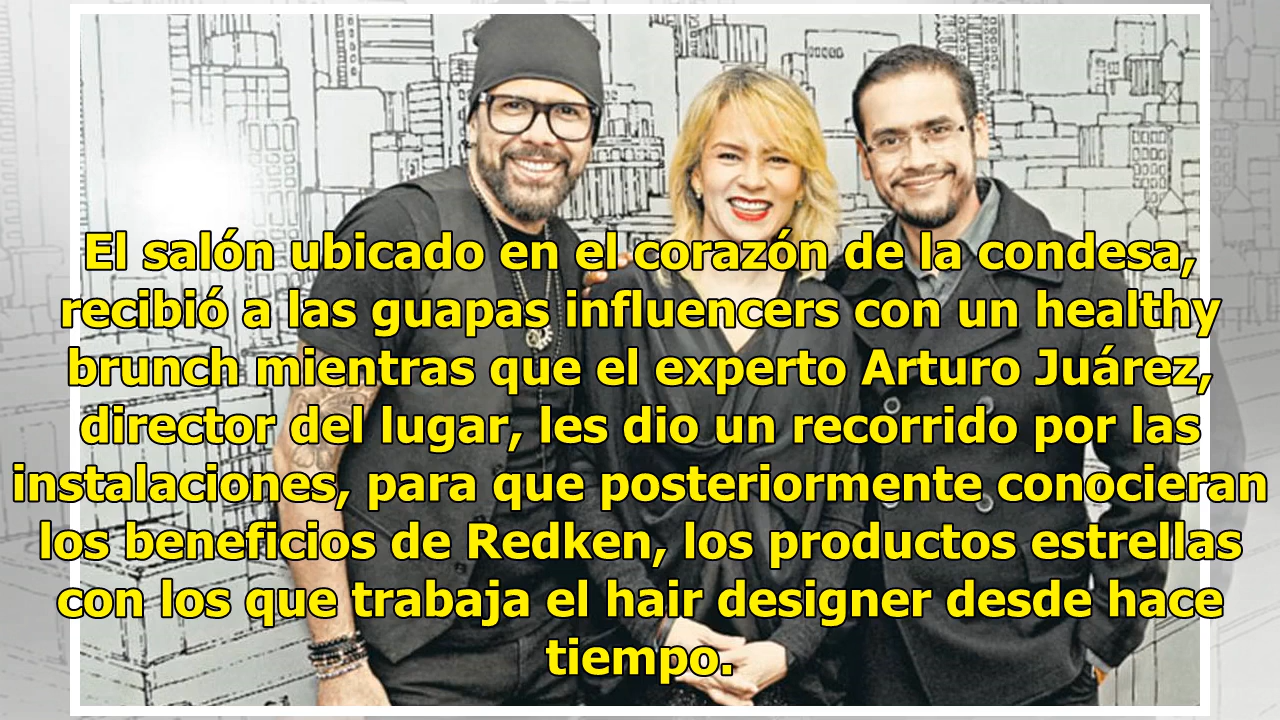 El salón ubicado en el corazón de la condesa,
recibió a las guapas influencers con un healthy
brunch mientras que el experto Arturo Juárez,
director del lugar, les dio un recorrido por las
instalaciones, para que posteriormente conocieran
los beneficios de Redken, los productos estrellas
con los que trabaja el hair designer desde hace
tiempo.